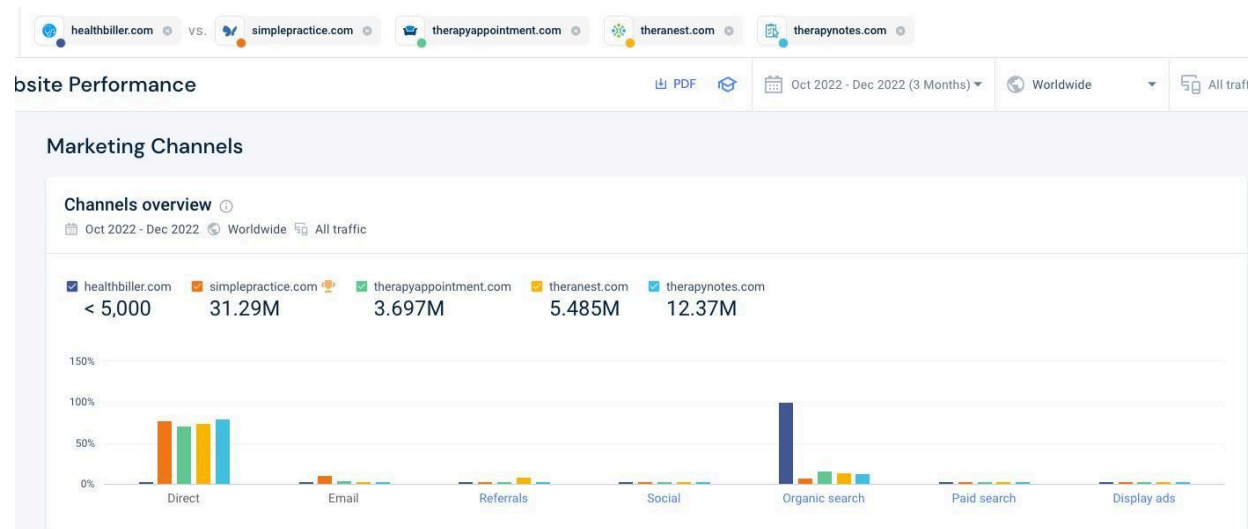 healthbiller.com VS. simplepractice.com therapyappointment.com theranest.com therapynotes.com
bsite Performance PDF Oct 2022 - Dec 2022 (3 Months) Worldwide All traf
Marketing Channels
Channels overview
Oct 2022 - Dec 2022 Worldwide All traffic
healthbiller.com simplepractice.com therapyappointment.com theranest.com therapynotes.com
< 5,000 31.29M 3.697M 5.485M 12.37M
150%
100%
50%
0%
Direct Email Referrals Social Organic search Paid search Display ads